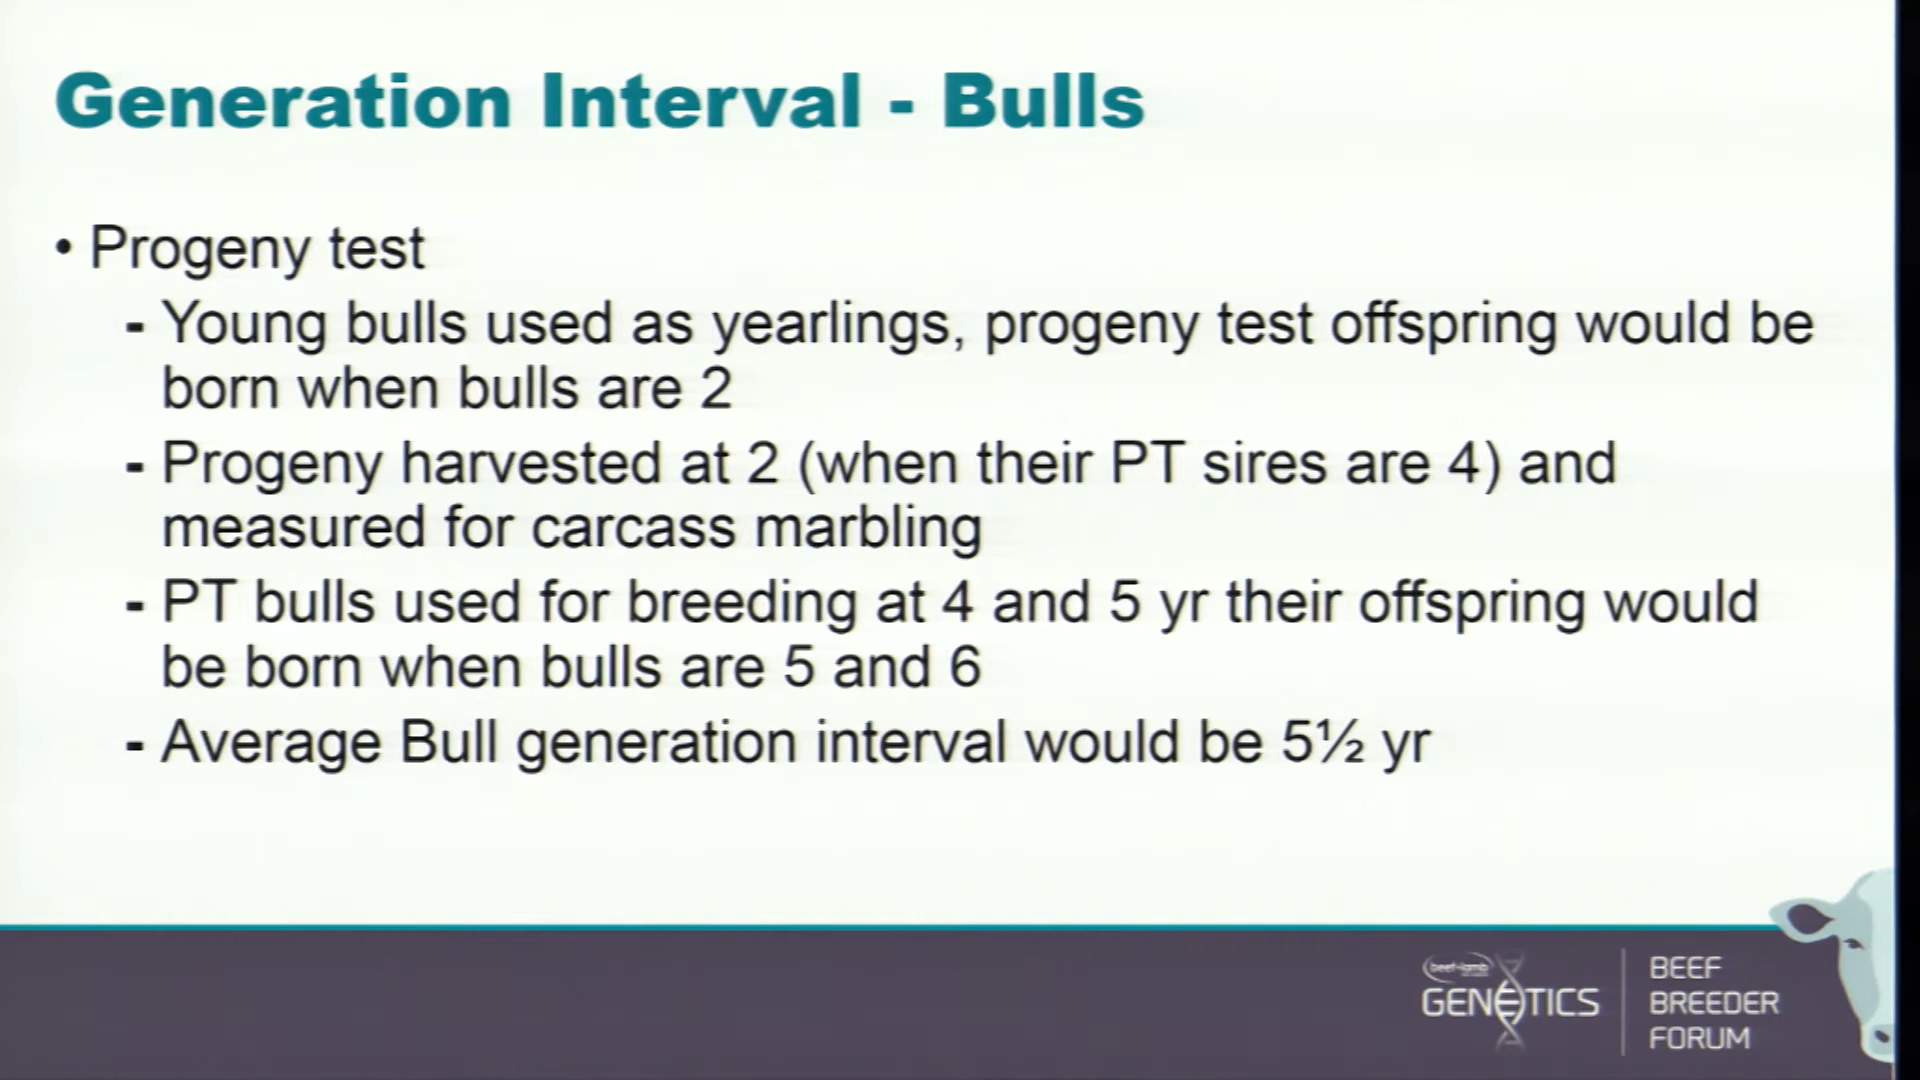 Generation Interval - Bulls
• Progeny test
- Young bulls used as yearlings, progeny test offspring would be
born when bulls are 2
- Progeny harvested at 2 (when their PT sires are 4) and
measured for carcass marbling
- PT bulls used for breeding at 4 and 5 yr their offspring would
be born when bulls are 5 and 6
- Average Bull generation interval would be 5½ yr
beef+lamb
GENETICS
BEEF
BREEDER
FORUM